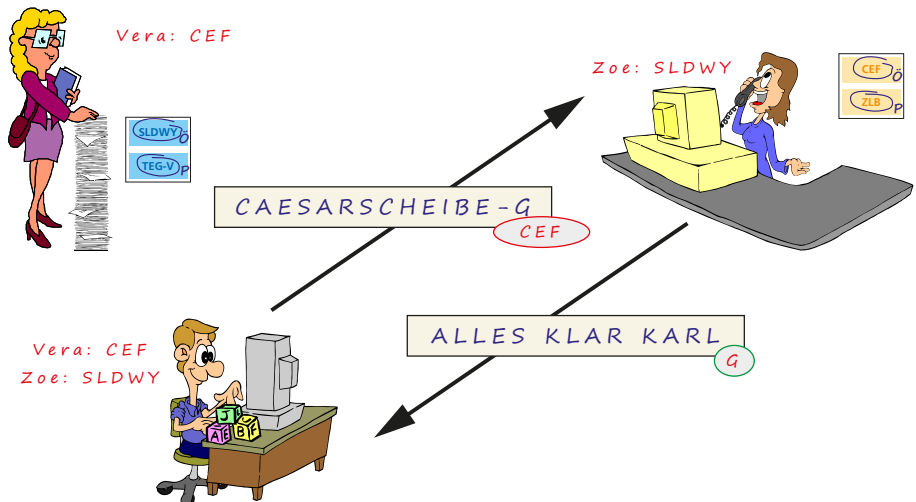 Vera: CEF
SLDWY Ö
TEG-V P
Zoe: SLDWY
CEF Ö
ZLB P
CAESARSCHEIBE-G
CEF
ALLES KLAR KARL
G
Vera: CEF
Zoe: SLDWY
J
A E B F